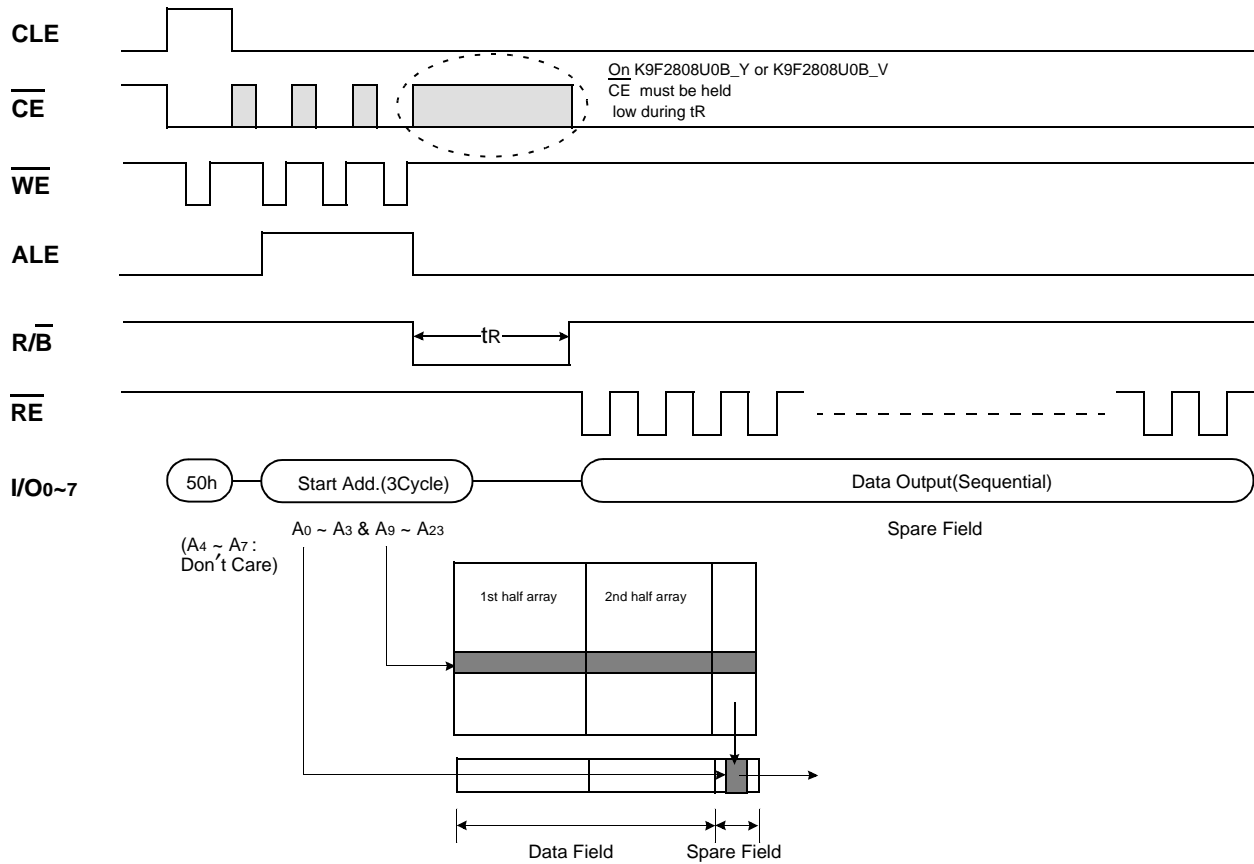 CLE
On K9F2808U0B_Y or K9F2808U0B_V
CE must be held
low during tR
CE
WE
ALE
R/B
tR
RE
I/O0~7
50h
Start Add.(3Cycle)
Data Output(Sequential)
A0 ~ A3 & A9 ~ A23
Spare Field
(A4 ~ A7 :
Don't Care)
1st half array
2nd half array
Data Field
Spare Field